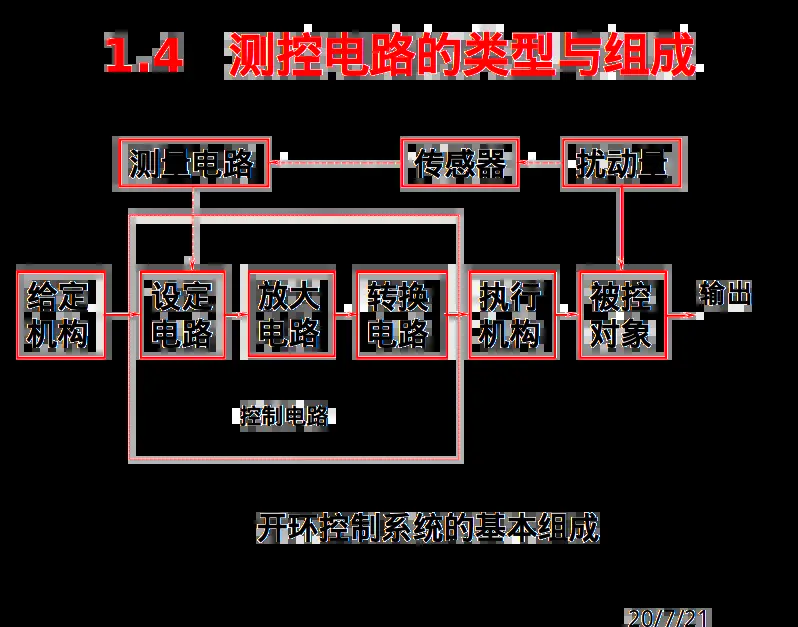 1.4 测控电路的类型与组成
测量电路 传感器 扰动量
给定 设定 放大 转换 执行 被控 输出
机构 电路 电路 电路 机构 对象
控制电路
开环控制系统的基本组成
20/7/21